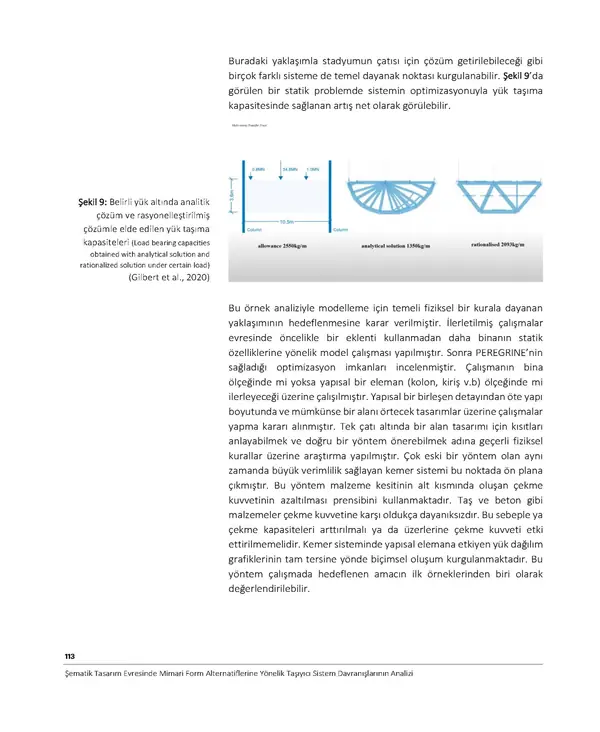 Buradaki yaklaşımla stadyumun çatısı için çözüm getirilebileceği gibi
birçok farklı sisteme de temel dayanak noktası kurgulanabilir. Şekil 9'da
görülen bir statik problemde sistemin optimizasyonuyla yük taşıma
kapasitesinde sağlanan artış net olarak görülebilir.
Şekil 9: Belirli yük altında analitik
çözüm ve rasyonelleştirilmiş
çözümle elde edilen yük taşıma
kapasiteleri (Load bearing capacities
obtained with analytical solution and
rationalized solution under certain load)
(Gilbert et al., 2020)
10.5m
Column
Column
allowance 2550kg/m
analytical solution 1350kg/m
rationalised 2093kg/m
Bu örnek analiziyle modelleme için temeli fiziksel bir kurala dayanan
yaklaşımının hedeflenmesine karar verilmiştir. İlerletilmiş çalışmalar
evresinde öncelikle bir eklenti kullanmadan daha binanın statik
özelliklerine yönelik model çalışması yapılmıştır. Sonra PEREGRINE'nin
sağladığı optimizasyon imkanları incelenmiştir. Çalışmanın bina
ölçeğinde mi yoksa yapısal bir eleman (kolon, kiriş v.b) ölçeğinde mi
ilerleyeceği üzerine çalışılmıştır. Yapısal bir birleşen detayından öte yapı
boyutunda ve mümkünse bir alanı örtecek tasarımlar üzerine çalışmalar
yapma kararı alınmıştır. Tek çatı altında bir alan tasarımı için kısıtları
anlayabilmek ve doğru bir yöntem önerebilmek adına geçerli fiziksel
kurallar üzerine araştırma yapılmıştır. Çok eski bir yöntem olan aynı
zamanda büyük verimlilik sağlayan kemer sistemi bu noktada ön plana
çıkmıştır. Bu yöntem malzeme kesitinin alt kısmında oluşan çekme
kuvvetinin azaltılması prensibini kullanmaktadır. Taş ve beton gibi
malzemeler çekme kuvvetine karşı oldukça dayanıksızdır. Bu sebeple ya
çekme kapasiteleri arttırılmalı ya da üzerlerine çekme kuvveti etki
ettirilmemelidir. Kemer sisteminde yapısal elemana etkiyen yük dağılım
grafiklerinin tam tersine yönde biçimsel oluşum kurgulanmaktadır. Bu
yöntem çalışmada hedeflenen amacın ilk örneklerinden biri olarak
değerlendirilebilir.
113
Şematik Tasarım Evresinde Mimari Form Alternatiflerine Yönelik Taşıyıcı Sistem Davranışlarının Analizi